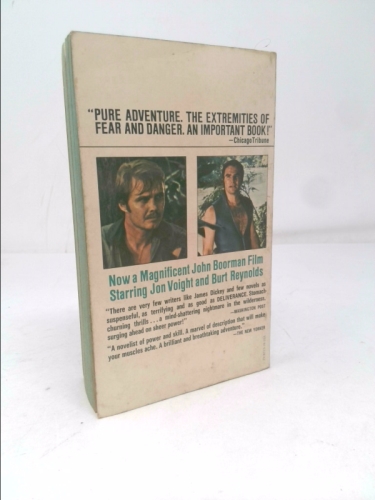 "PURE ADVENTURE. THE EXTREMITIES OF
FEAR AND DANGER. AN IMPORTANT BOOK!"
—Chicago Tribune
Now a Magnificent John Boorman Film
Starring Jon Voight and Burt Reynolds
"There are very few writers like James Dickey and few novels as
suspenseful, as terrifying and as good as DELIVERANCE. Stomach
churning thrills . . . a mind-shattering nightmare in the wilderness.
surging ahead on sheer power!"
—WASHINGTON POST
"A novelist of power and skill. A marvel of description that will make
your muscles ache. A brilliant and breathtaking adventure."
—THE NEW YORKER